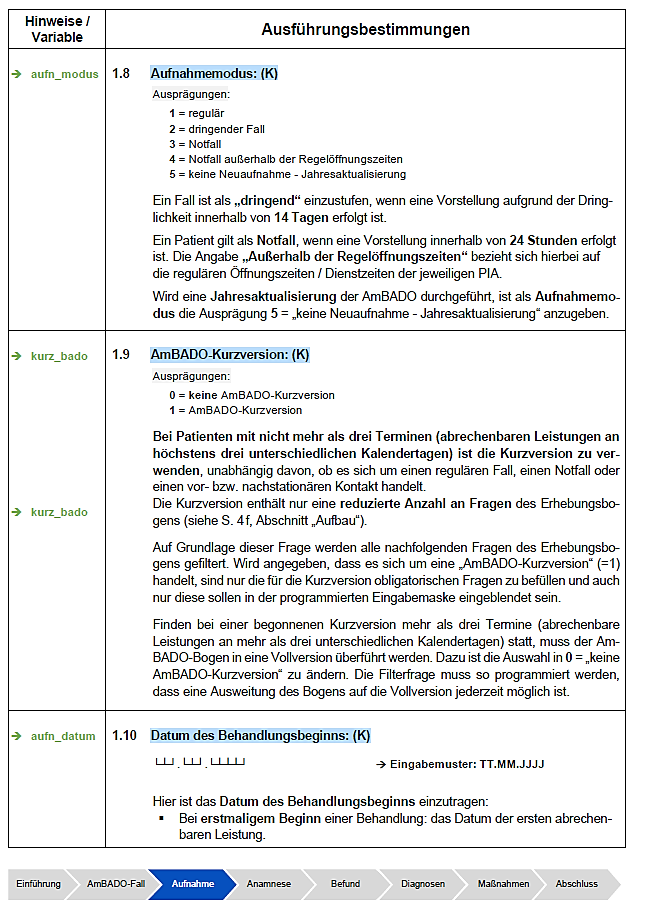 Hinweise /
Variable
Ausführungsbestimmungen
→ aufn_modus
1.8 Aufnahmemodus: (K)
Ausprägungen:
1 = regulär
2 = dringender Fall
3 = Notfall
4 = Notfall außerhalb der Regelöffnungszeiten
5 = keine Neuaufnahme - Jahresaktualisierung
Ein Fall ist als „dringend“ einzustufen, wenn eine Vorstellung aufgrund der Dring-
lichkeit innerhalb von 14 Tagen erfolgt ist.
Ein Patient gilt als Notfall, wenn eine Vorstellung innerhalb von 24 Stunden erfolgt
ist. Die Angabe „Außerhalb der Regelöffnungszeiten“ bezieht sich hierbei auf
die regulären Öffnungszeiten / Dienstzeiten der jeweiligen PIA.
Wird eine Jahresaktualisierung der AmBADO durchgeführt, ist als Aufnahmemo-
dus die Ausprägung 5 = „keine Neuaufnahme - Jahresaktualisierung“ anzugeben.
→ kurz_bado
1.9 AmBADO-Kurzversion: (K)
Ausprägungen:
0 = keine AmBADO-Kurzversion
1 = AmBADO-Kurzversion
Bei Patienten mit nicht mehr als drei Terminen (abrechenbaren Leistungen an
höchstens drei unterschiedlichen Kalendertagen) ist die Kurzversion zu ver-
wenden, unabhängig davon, ob es sich um einen regulären Fall, einen Notfall oder
einen vor- bzw. nachstationären Kontakt handelt.
→ kurz_bado
Die Kurzversion enthält nur eine reduzierte Anzahl an Fragen des Erhebungsbo-
gens (siehe S. 4 f, Abschnitt „Aufbau“).
Auf Grundlage dieser Frage werden alle nachfolgenden Fragen des Erhebungsbo-
gens gefiltert. Wird angegeben, dass es sich um eine „AmBADO-Kurzversion“ (=1)
handelt, sind nur die für die Kurzversion obligatorischen Fragen zu befüllen und auch
nur diese sollen in der programmierten Eingabemaske eingeblendet sein.
Finden bei einer begonnenen Kurzversion mehr als drei Termine (abrechenbare
Leistungen an mehr als drei unterschiedlichen Kalendertagen) statt, muss der Am-
BADO-Bogen in eine Vollversion überführt werden. Dazu ist die Auswahl in 0 = „keine
AmBADO-Kurzversion“ zu ändern. Die Filterfrage muss so programmiert werden,
dass eine Ausweitung des Bogens auf die Vollversion jederzeit möglich ist.
→ aufn_datum
1.10 Datum des Behandlungsbeginns: (K)
→ Eingabemuster: TT.MM.JJJJ
Hier ist das Datum des Behandlungsbeginns einzutragen:
▪ Bei erstmaligem Beginn einer Behandlung: das Datum der ersten abrechen-
baren Leistung.
Einführung AmBADO-Fall Aufnahme Anamnese Befund Diagnosen Maßnahmen Abschluss